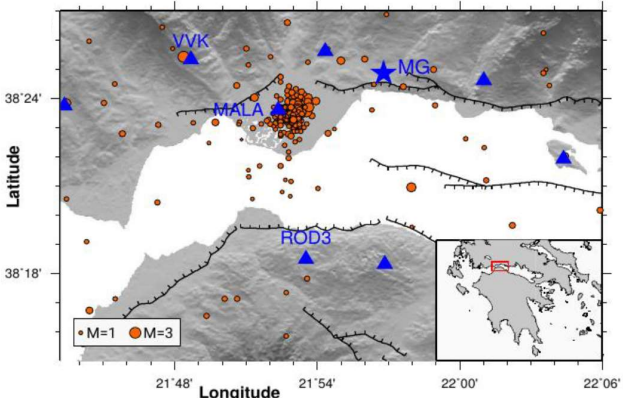 VVK
MG
38˚24'
MALA
Latitude
ROD3
38˚18'
M=1 M=3
21˚48' 21˚54' 22˚00' 22˚06'
Longitude